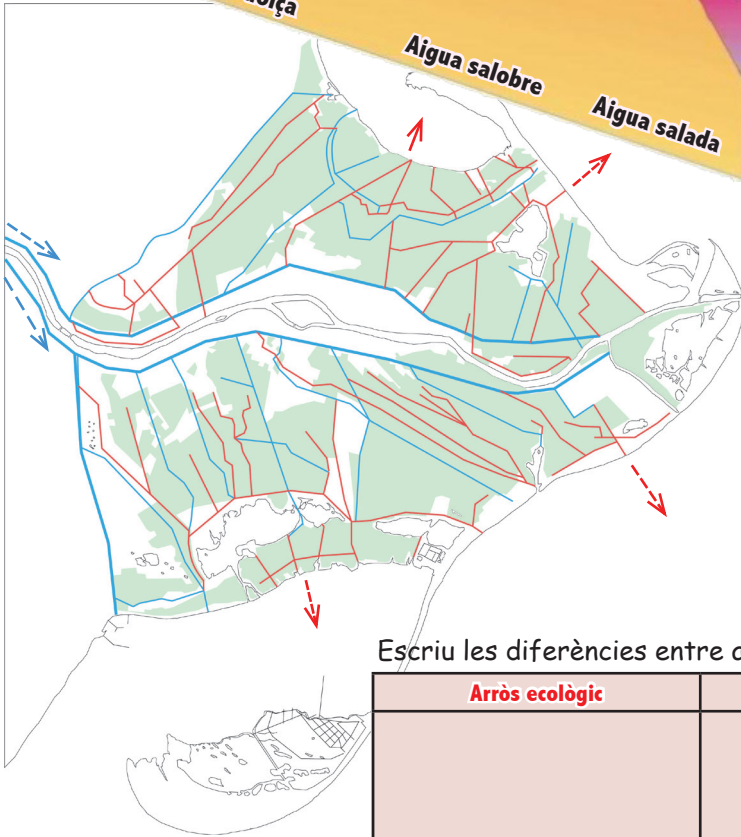 Aigua salobre
Aigua salada
Escriu les diferències entre
Arròs ecològic